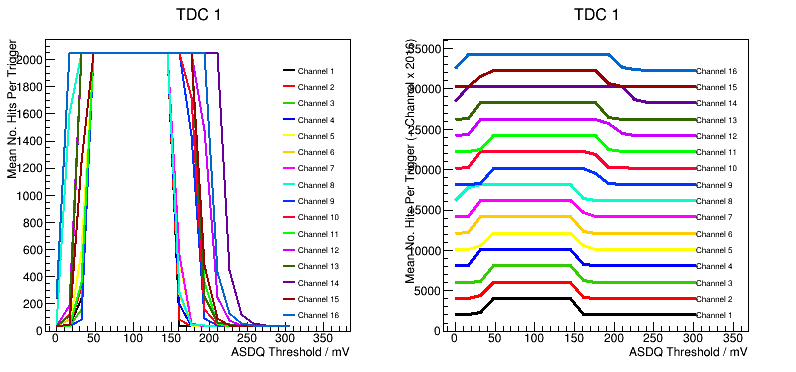 TDC 1
Mean No. Hits Per Trigger
2000
1800
1600
1400
1200
1000
800
600
400
200
0
0 50 100 150 200 250 300 350
ASDQ Threshold / mV
Channel 1
Channel 2
Channel 3
Channel 4
Channel 5
Channel 6
Channel 7
Channel 8
Channel 9
Channel 10
Channel 11
Channel 12
Channel 13
Channel 14
Channel 15
Channel 16
TDC 1
Mean No. Hits Per Trigger (+ Channel x
35000
30000
25000
20000
15000
10000
5000
0
0 50 100 150 200 250 300 350
ASDQ Threshold / mV
Channel 16
Channel 15
Channel 14
Channel 13
Channel 12
Channel 11
Channel 10
Channel 9
Channel 8
Channel 7
Channel 6
Channel 5
Channel 4
Channel 3
Channel 2
Channel 1